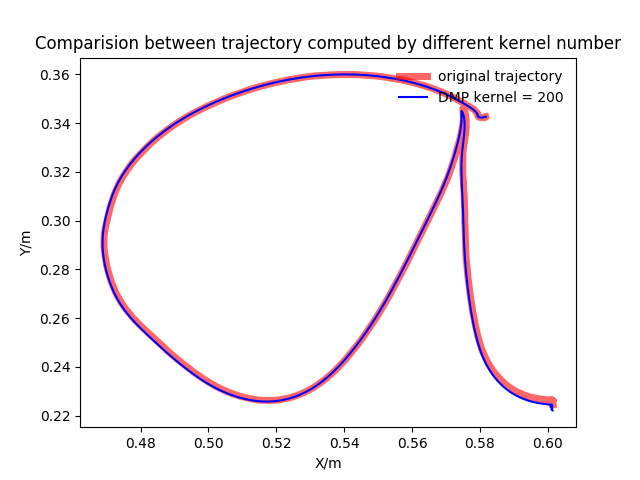 Comparision between trajectory computed by different kernel number
original trajectory
DMP kernel = 200
0.36
0.34
0.32
0.30
0.28
0.26
0.24
0.22
Y/m
0.48 0.50 0.52 0.54 0.56 0.58 0.60
X/m